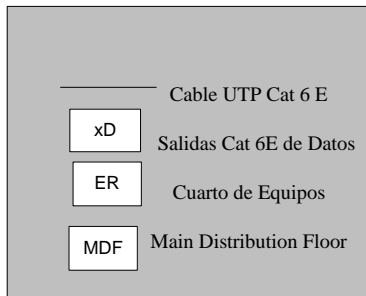 Cable UTP Cat 6 E
xD
Salidas Cat 6E de Datos
ER
Cuarto de Equipos
MDF
Main Distribution Floor